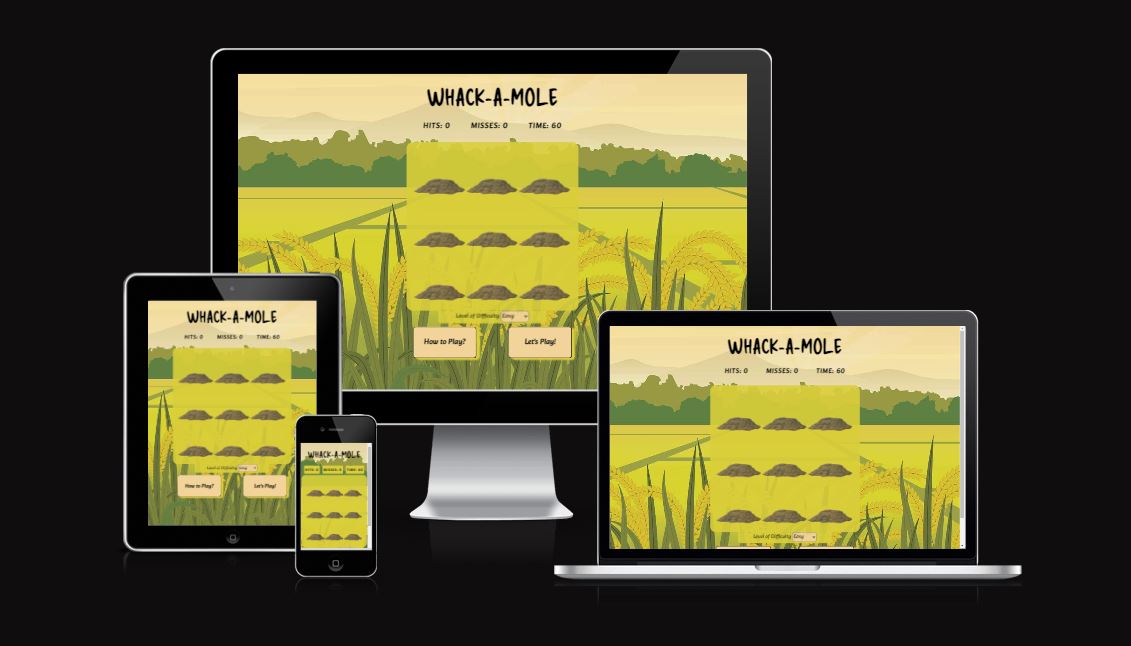 WHACK-A-MOLE
HITS: 0 MISSES: 0 TIME: 60
Level of Difficulty Easy
How to Play? Let's Play!
WHACK-A-MOLE
HITS: 0 MISSES: 0 TIME: 60
Level of Difficulty Easy
How to Play? Let's Play!
WHACK-A-MOLE
HITS: 0 MISSES: 0 TIME: 60
WHACK-A-MOLE
HITS: 0 MISSES: 0 TIME: 60
Level of Difficulty Easy